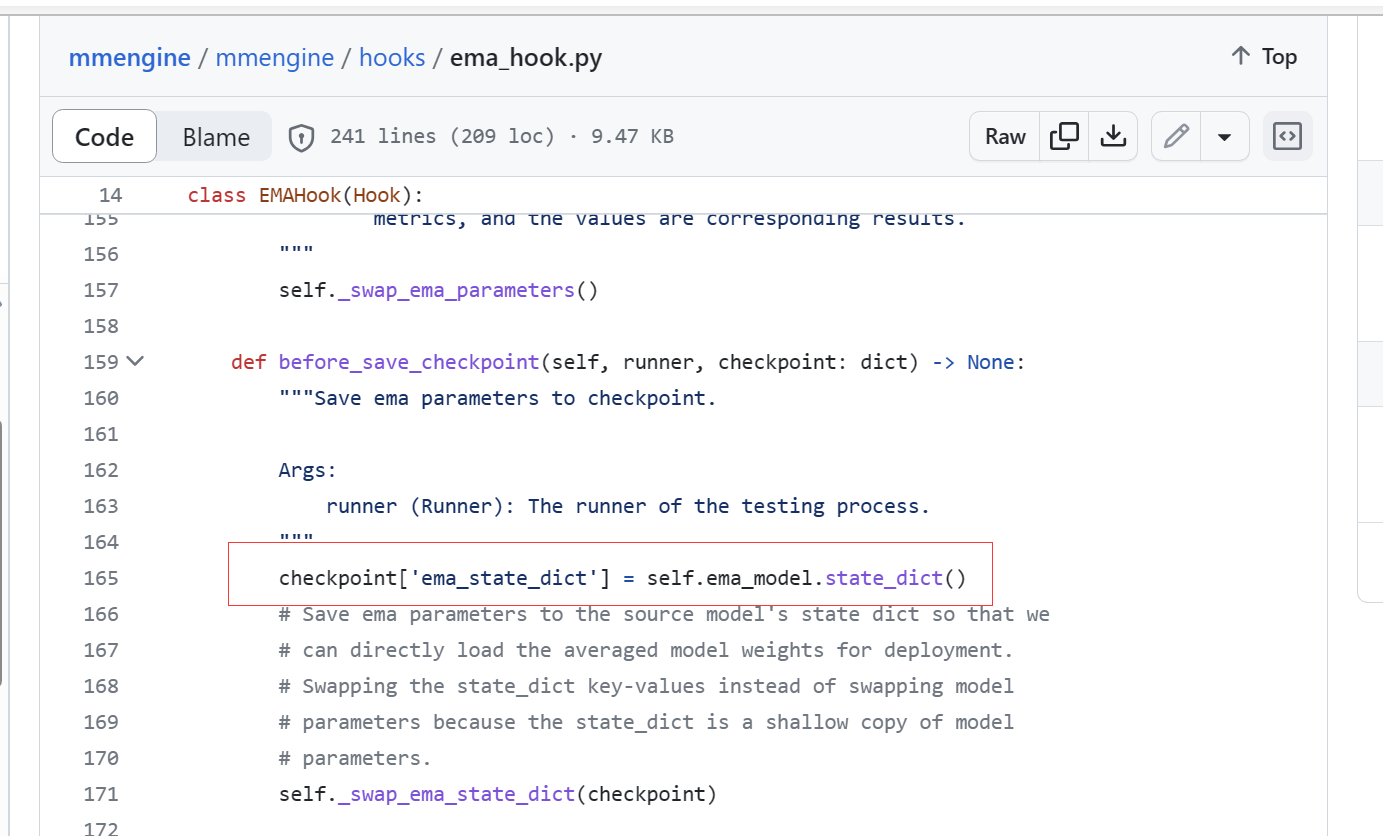 mmengine / mmengine / hooks / ema_hook.py
Top
Code Blame 241 lines (209 loc) · 9.47 KB Raw
14 class EMAHook(Hook):
155 metrics, and the values are corresponding results.
156 """
157 self._swap_ema_parameters()
158
159 def before_save_checkpoint(self, runner, checkpoint: dict) -> None:
160 """Save ema parameters to checkpoint.
161
162 Args:
163 runner (Runner): The runner of the testing process.
164 """
165 checkpoint['ema_state_dict'] = self.ema_model.state_dict()
166 # Save ema parameters to the source model's state dict so that we
167 # can directly load the averaged model weights for deployment.
168 # Swapping the state_dict key-values instead of swapping model
169 # parameters because the state_dict is a shallow copy of model
170 # parameters.
171 self._swap_ema_state_dict(checkpoint)
172